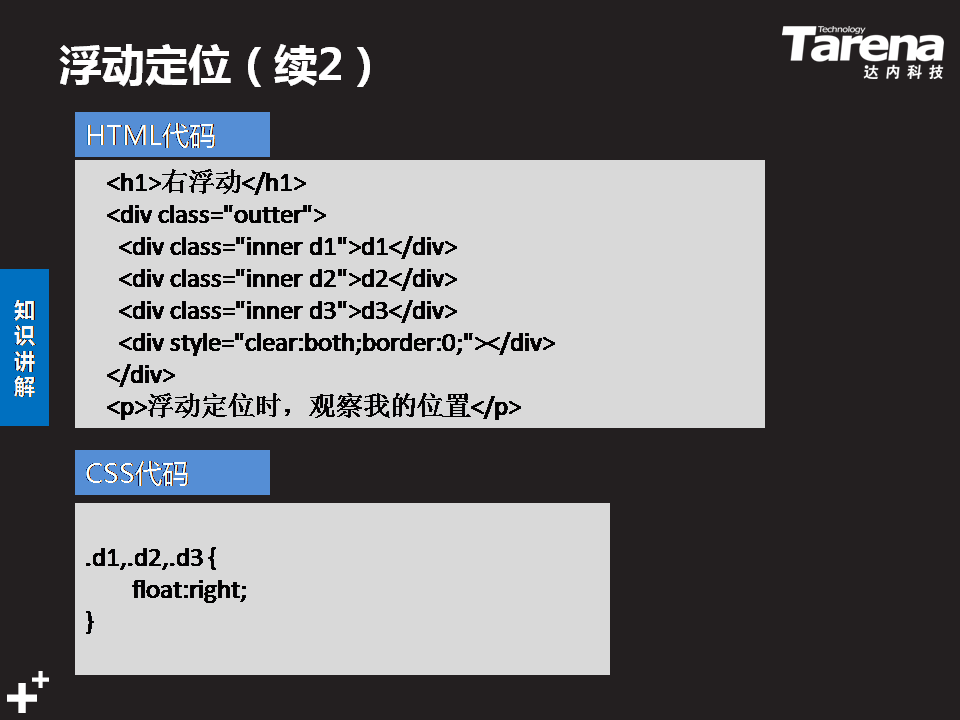 浮动定位（续2）
Technology
Tarena
达内科技
HTML代码
<h1>右浮动</h1>
<div class="outter">
<div class="inner d1">d1</div>
<div class="inner d2">d2</div>
<div class="inner d3">d3</div>
<div style="clear:both;border:0;"></div>
</div>
<p>浮动定位时，观察我的位置</p>
知识讲解
CSS代码
.d1,.d2,.d3 {
float:right;
}